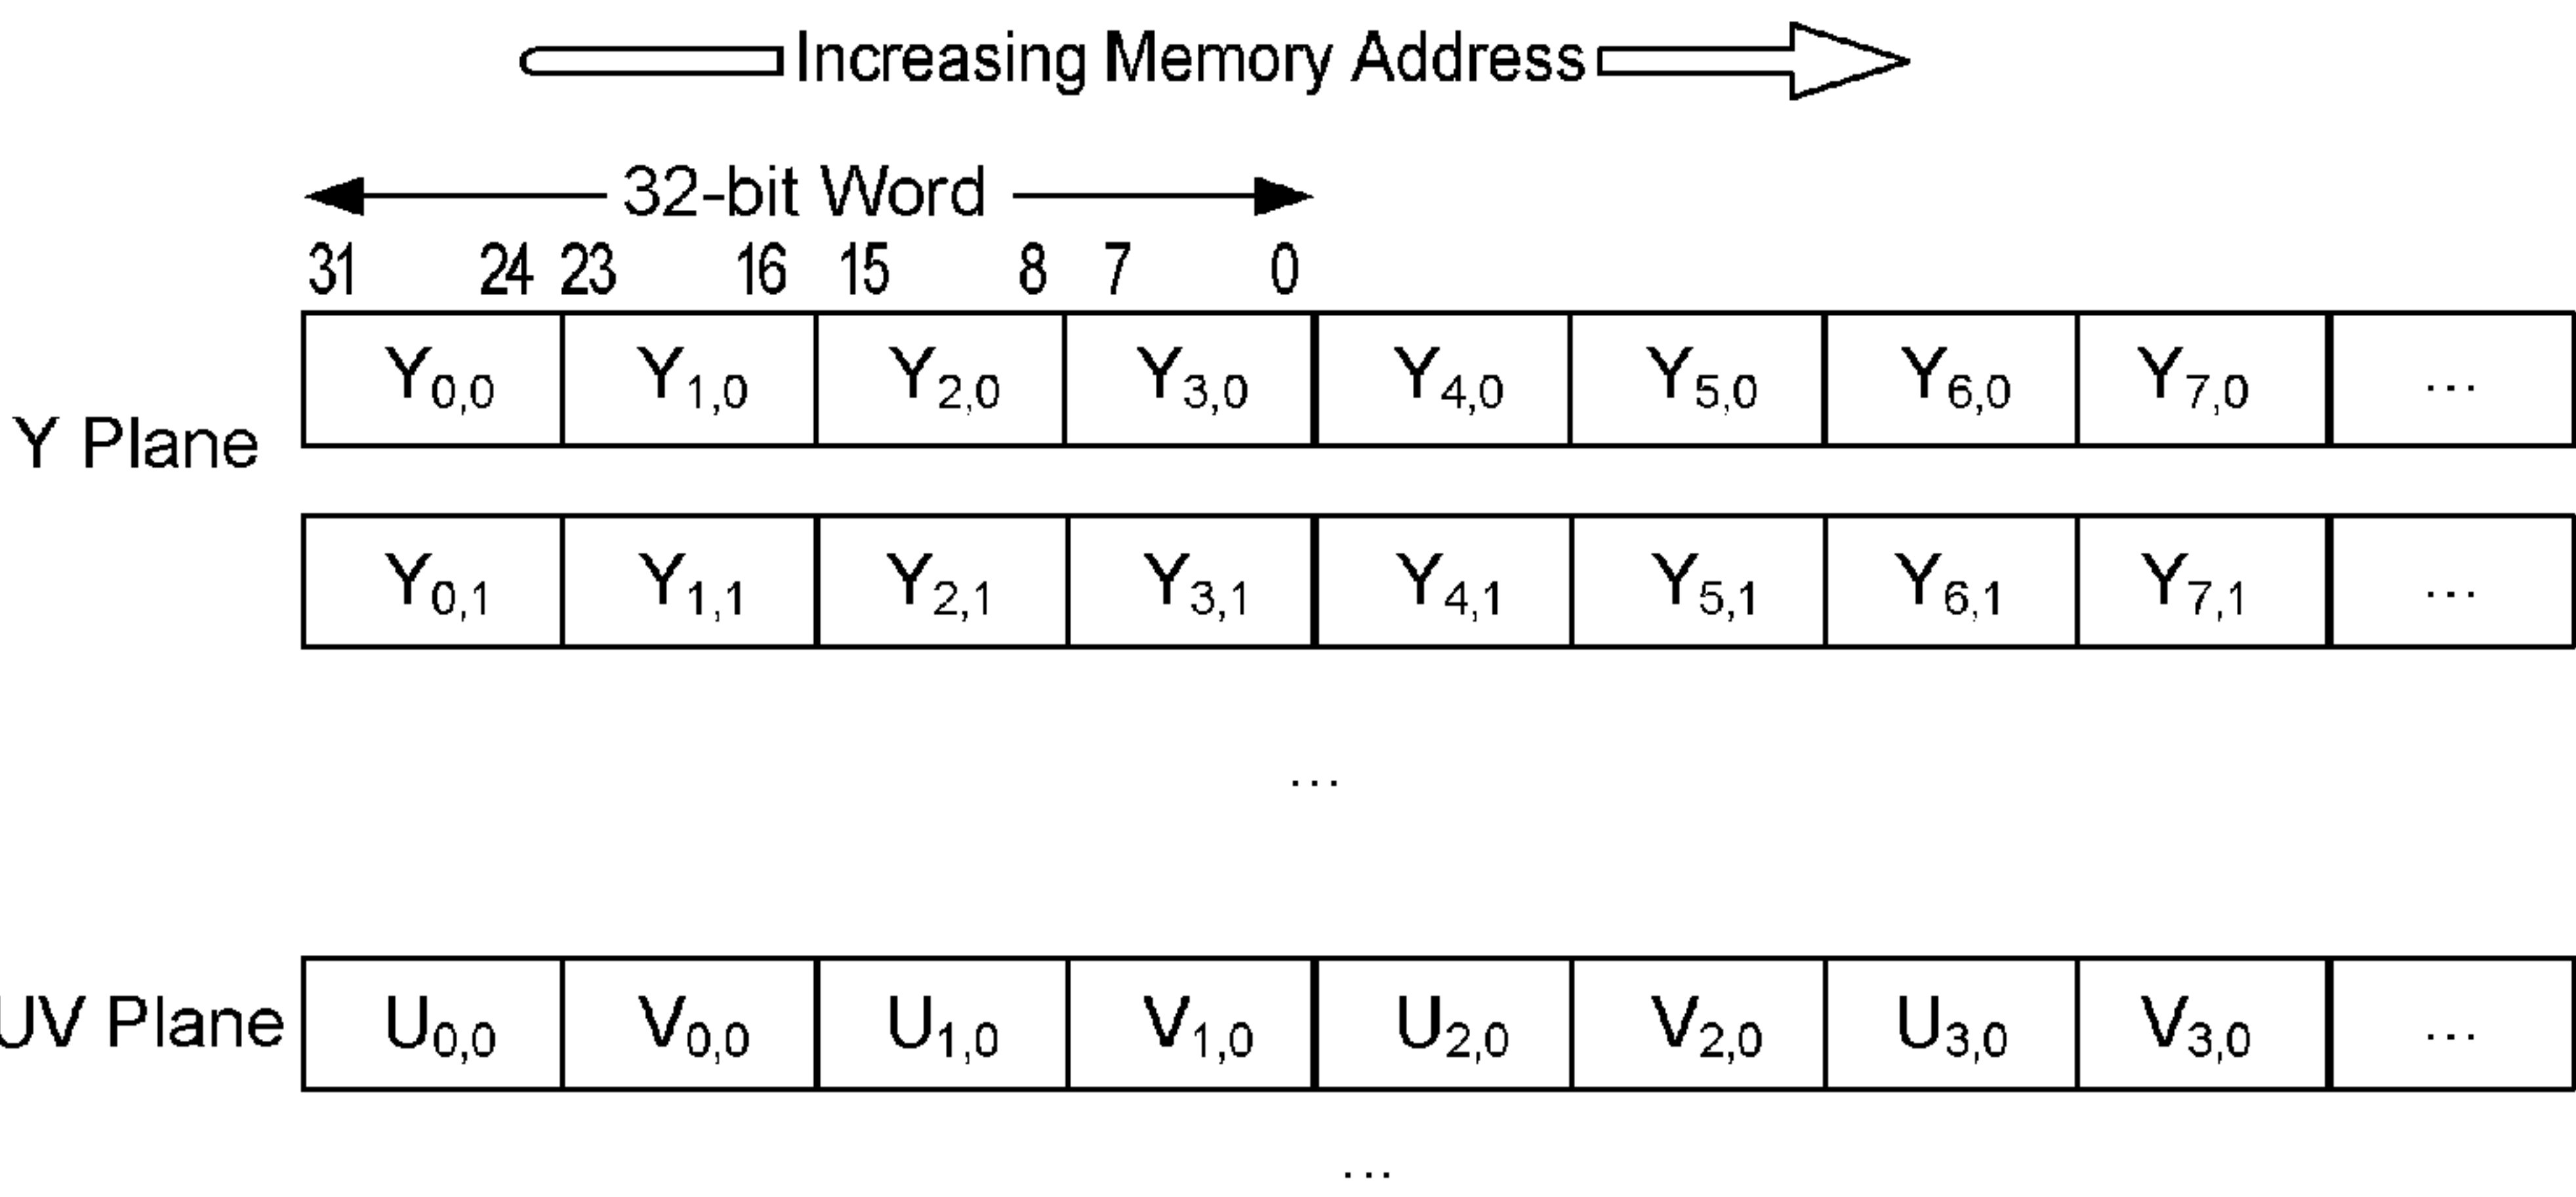 Increasing Memory Address
32-bit Word
31 24 23 16 15 8 7 0
Y0,0 Y1,0 Y2,0 Y3,0 Y4,0 Y5,0 Y6,0 Y7,0 ...
Y Plane
Y0,1 Y1,1 Y2,1 Y3,1 Y4,1 Y5,1 Y6,1 Y7,1 ...
...
UV Plane U0,0 V0,0 U1,0 V1,0 U2,0 V2,0 U3,0 V3,0 ...
...